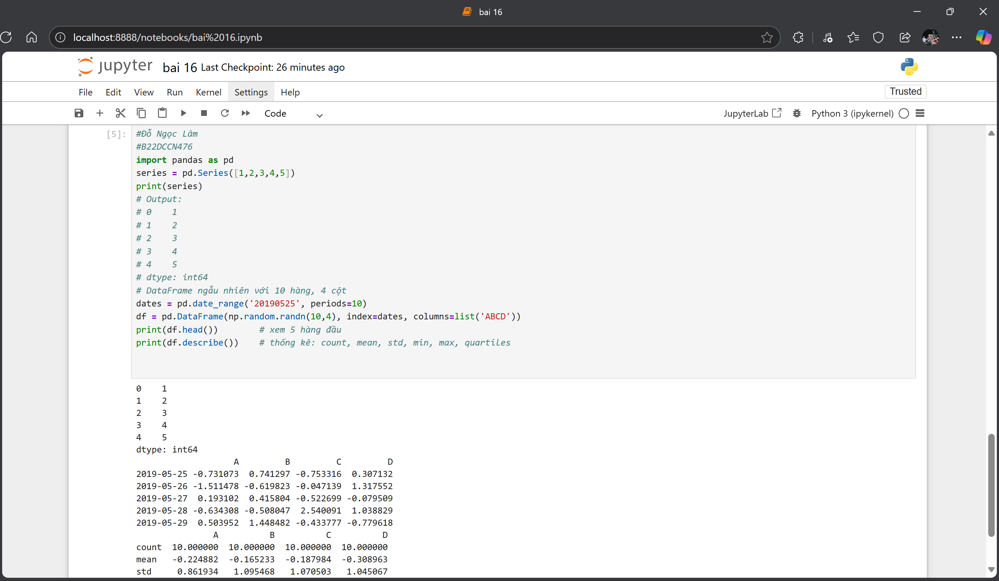 bai 16
localhost:8888/notebooks/bai%2016.ipynb
jupyter bai 16 Last Checkpoint: 26 minutes ago
File Edit View Run Kernel Settings Help Trusted
Code JupyterLab Python 3 (ipykernel)
[5]: #Đỗ Ngọc Lâm
#B22DCCN476
import pandas as pd
series = pd.Series([1,2,3,4,5])
print(series)
# Output:
# 0    1
# 1    2
# 2    3
# 3    4
# 4    5
# dtype: int64
# DataFrame ngẫu nhiên với 10 hàng, 4 cột
dates = pd.date_range('20190525', periods=10)
df = pd.DataFrame(np.random.randn(10,4), index=dates, columns=list('ABCD'))
print(df.head())        # xem 5 hàng đầu
print(df.describe())    # thống kê: count, mean, std, min, max, quartiles
0    1
1    2
2    3
3    4
4    5
dtype: int64
                   A         B         C         D
2019-05-25 -0.731073  0.741297 -0.753316  0.307132
2019-05-26 -1.511478 -0.619823 -0.047139  1.317552
2019-05-27  0.193102  0.415804 -0.522699 -0.079509
2019-05-28 -0.634308 -0.508047  2.540091  1.038829
2019-05-29  0.503952  1.448482 -0.433777 -0.779618
               A          B          C          D
count  10.000000  10.000000  10.000000  10.000000
mean   -0.224882  -0.165233  -0.187984  -0.308963
std     0.861934   1.095468   1.070503   1.045067